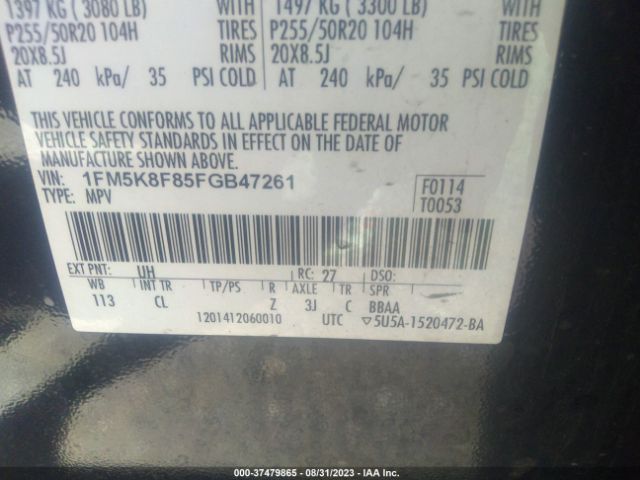 1397 KG ( 3080 LB) WITH 1497 KG ( 3300 LB) WITH
P255/50R20 104H TIRES P255/50R20 104H TIRES
20X8.5J RIMS 20X8.5J RIMS
AT 240 kPa/ 35 PSI COLD AT 240 kPa/ 35 PSI COLD
THIS VEHICLE CONFORMS TO ALL APPLICABLE FEDERAL MOTOR
VEHICLE SAFETY STANDARDS IN EFFECT ON THE DATE OF
MANUFACTURE SHOWN ABOVE.
VIN: 1FM5K8F85FGB47261 F0114
TYPE: MPV T0053
EXT PNT: UH RC: 27 DSO:
WB INT TR TP/PS R AXLE TR SPR
113 CL Z 3J C BBAA
1201412060010 UTC ▽5U5A-1520472-BA
000-37479865 - 08/31/2023 - IAA Inc.